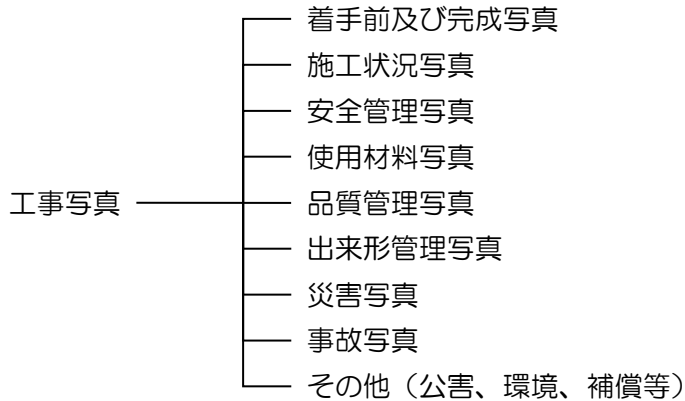 着手前及び完成写真
施工状況写真
安全管理写真
使用材料写真
工事写真
品質管理写真
出来形管理写真
災害写真
事故写真
その他（公害、環境、補償等）